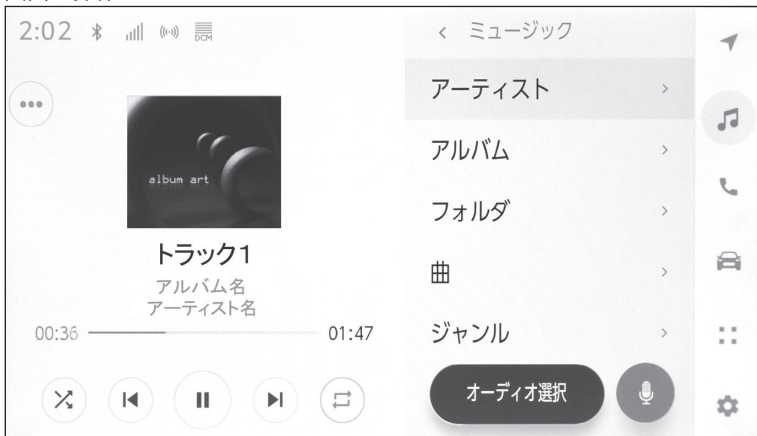 2:02
DCM
album art
トラック1
アルバム名
アーティスト名
00:36
01:47
ミュージック
アーティスト
アルバム
フォルダ
曲
ジャンル
オーディオ選択